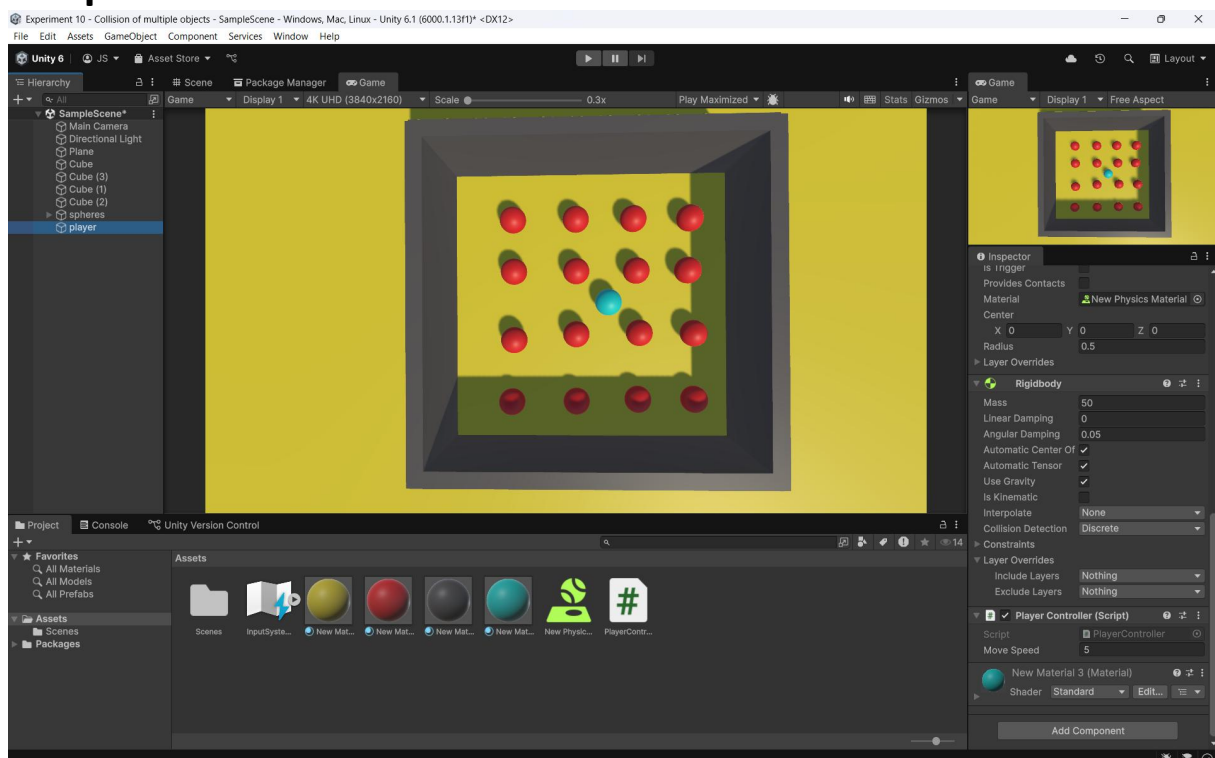 Experiment 10 - Collision of multiple objects - SampleScene - Windows, Mac, Linux - Unity 6.1 (6000.1.13f1)* <DX12>
File Edit Assets GameObject Component Services Window Help
Unity 6 JS Asset Store Layout
Hierarchy
All
SampleScene*
Main Camera
Directional Light
Plane
Cube
Cube (3)
Cube (1)
Cube (2)
spheres
player
Scene Package Manager Game
Game Display 1 4K UHD (3840x2160) Scale 0.3x Play Maximized Stats Gizmos
Game
Game Display 1 Free Aspect
Inspector
Is Trigger
Provides Contacts
Material New Physics Material
Center
X 0 Y 0 Z 0
Radius 0.5
Layer Overrides
Rigidbody
Mass 50
Linear Damping 0
Angular Damping 0.05
Automatic Center Of
Automatic Tensor
Use Gravity
Is Kinematic
Interpolate None
Collision Detection Discrete
Constraints
Layer Overrides
Include Layers Nothing
Exclude Layers Nothing
# Player Controller (Script)
Script PlayerController
Move Speed 5
New Material 3 (Material)
Shader Standard Edit...
Add Component
Project Console Unity Version Control
14
Favorites
All Materials
All Models
All Prefabs
Assets
Scenes
Packages
Assets
#
Scenes InputSyste... New Mat... New Mat... New Mat... New Mat... New Physic... PlayerContr...